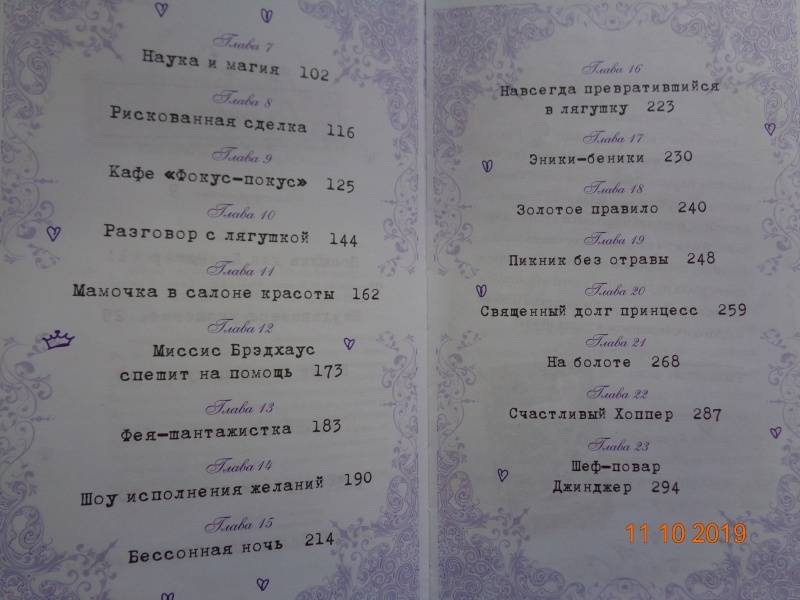 Глава 7
Наука и магия 102
Глава 8
Рискованная сделка 116
Глава 9
Кафе «Фокус-покус» 125
Глава 10
Разговор с лягушкой 144
Глава 11
Мамочка в салоне красоты 162
Глава 12
Миссис Брэдхаус
спешит на помощь 173
Глава 13
Фея-шантажистка 183
Глава 14
Шоу исполнения желаний 190
Глава 15
Бессонная ночь 214
Глава 16
Навсегда превратившийся
в лягушку 223
Глава 17
Эники-беники 230
Глава 18
Золотое правило 240
Глава 19
Пикник без отравы 248
Глава 20
Священный долг принцесс 259
Глава 21
На болоте 268
Глава 22
Счастливый Хоппер 287
Глава 23
Шеф-повар
Джинджер 294
11 10 2019